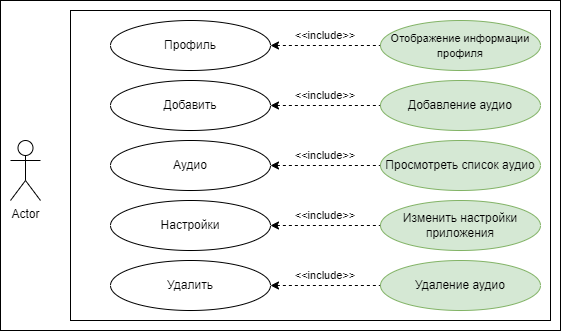 Профиль
<<include>>
Отображение информации
профиля
Добавить
<<include>>
Добавление аудио
Аудио
<<include>>
Просмотреть список аудио
Actor
Настройки
<<include>>
Изменить настройки
приложения
Удалить
<<include>>
Удаление аудио